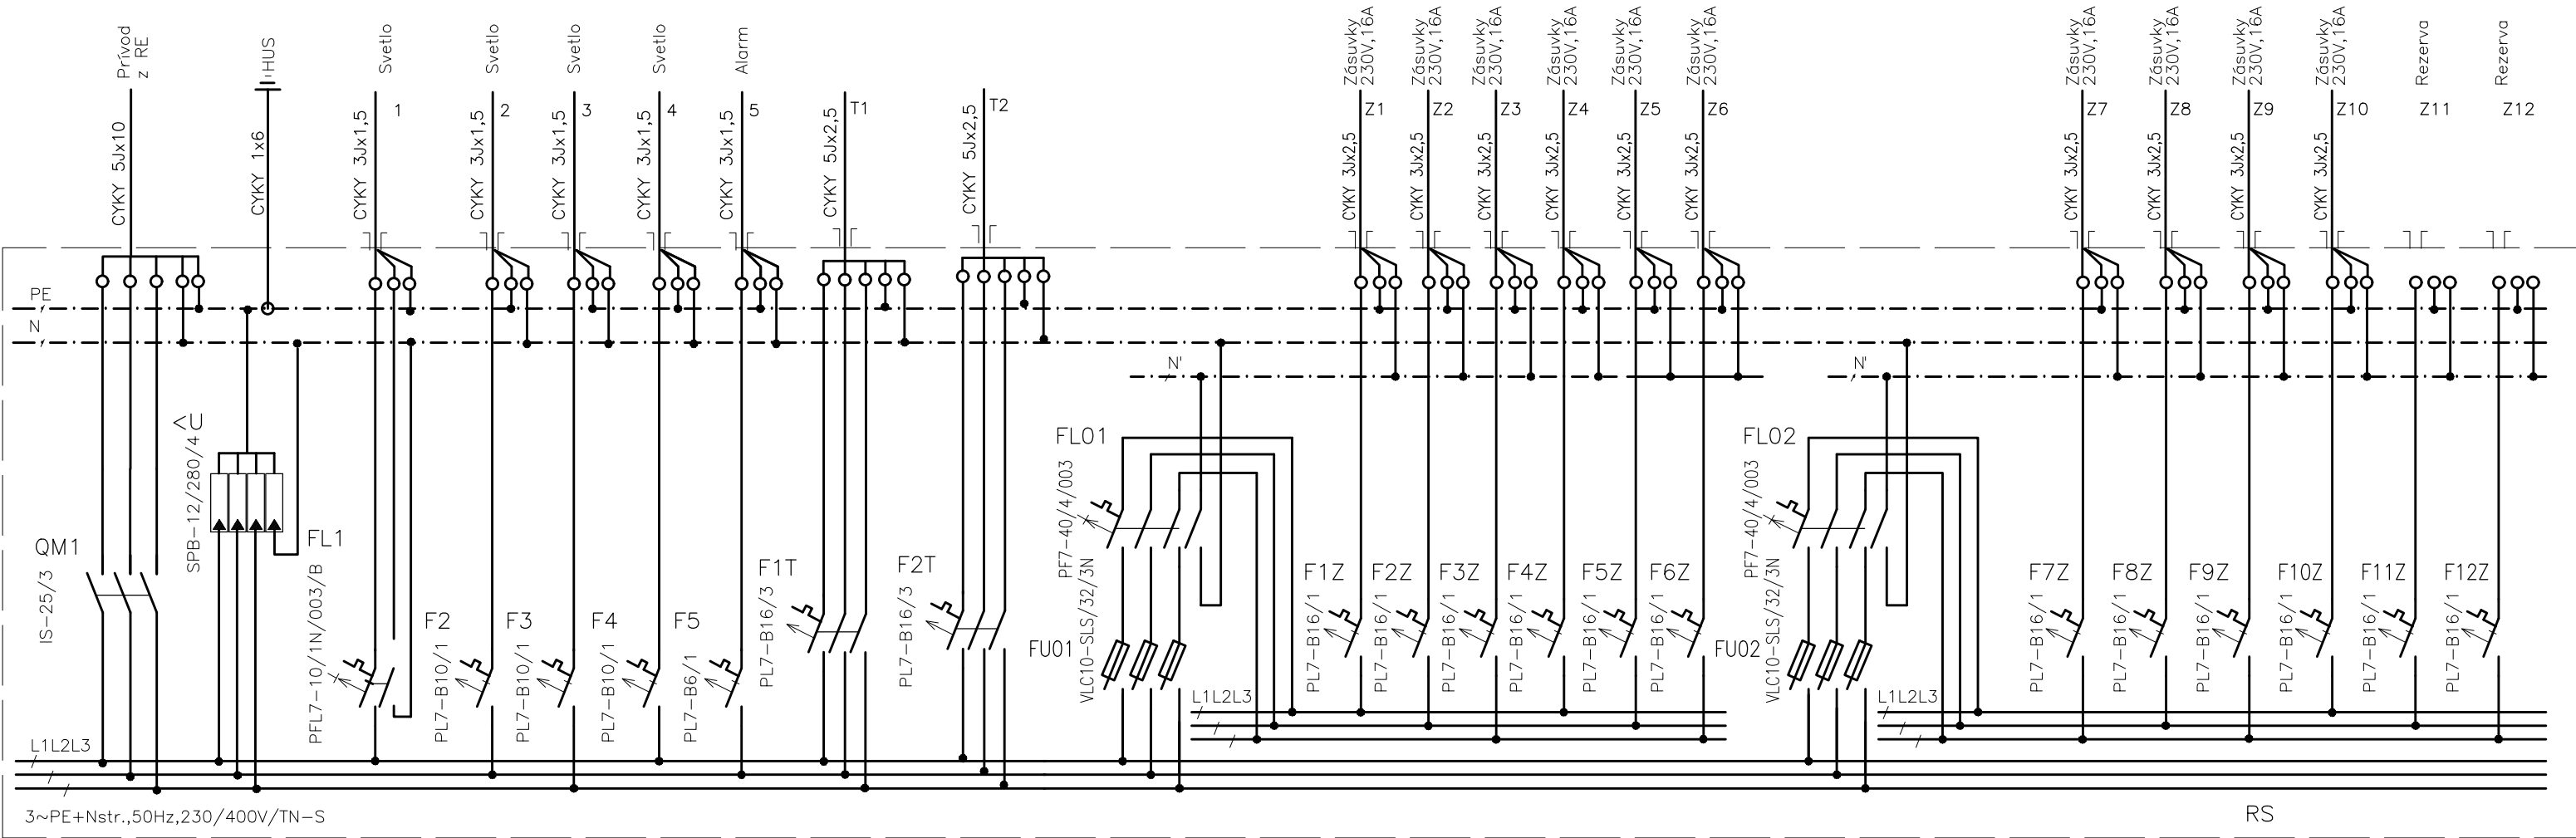 Prívod
z RE
HUS
Svetlo
Svetlo
Svetlo
Svetlo
Alarm
Zásuvky
230V,16A
Zásuvky
230V,16A
Zásuvky
230V,16A
Zásuvky
230V,16A
Zásuvky
230V,16A
Zásuvky
230V,16A
Zásuvky
230V,16A
Zásuvky
230V,16A
Zásuvky
230V,16A
Zásuvky
230V,16A
Rezerva
Rezerva
1
2
3
4
5
T1
T2
Z1
Z2
Z3
Z4
Z5
Z6
Z7
Z8
Z9
Z10
Z11
Z12
CYKY 5Jx10
CYKY 1x6
CYKY 3Jx1,5
CYKY 3Jx1,5
CYKY 3Jx1,5
CYKY 3Jx1,5
CYKY 3Jx1,5
CYKY 5Jx2,5
CYKY 5Jx2,5
CYKY 3Jx2,5
CYKY 3Jx2,5
CYKY 3Jx2,5
CYKY 3Jx2,5
CYKY 3Jx2,5
CYKY 3Jx2,5
CYKY 3Jx2,5
CYKY 3Jx2,5
CYKY 3Jx2,5
CYKY 3Jx2,5
PE
N
N'
N'
<U
SPB-12/280/4
FL01
PF7-40/4/003
FL02
PF7-40/4/003
QM1
IS-25/3
FL1
PFL7-10/1N/003/B
F2
PL7-B10/1
F3
PL7-B10/1
F4
PL7-B10/1
F5
PL7-B6/1
F1T
PL7-B16/3
F2T
PL7-B16/3
FU01
VLC10-SLS/32/3N
F1Z
PL7-B16/1
F2Z
PL7-B16/1
F3Z
PL7-B16/1
F4Z
PL7-B16/1
F5Z
PL7-B16/1
F6Z
PL7-B16/1
FU02
VLC10-SLS/32/3N
F7Z
PL7-B16/1
F8Z
PL7-B16/1
F9Z
PL7-B16/1
F10Z
PL7-B16/1
F11Z
PL7-B16/1
F12Z
PL7-B16/1
L1L2L3
L1L2L3
L1L2L3
3~PE+Nstr.,50Hz,230/400V/TN-S
RS